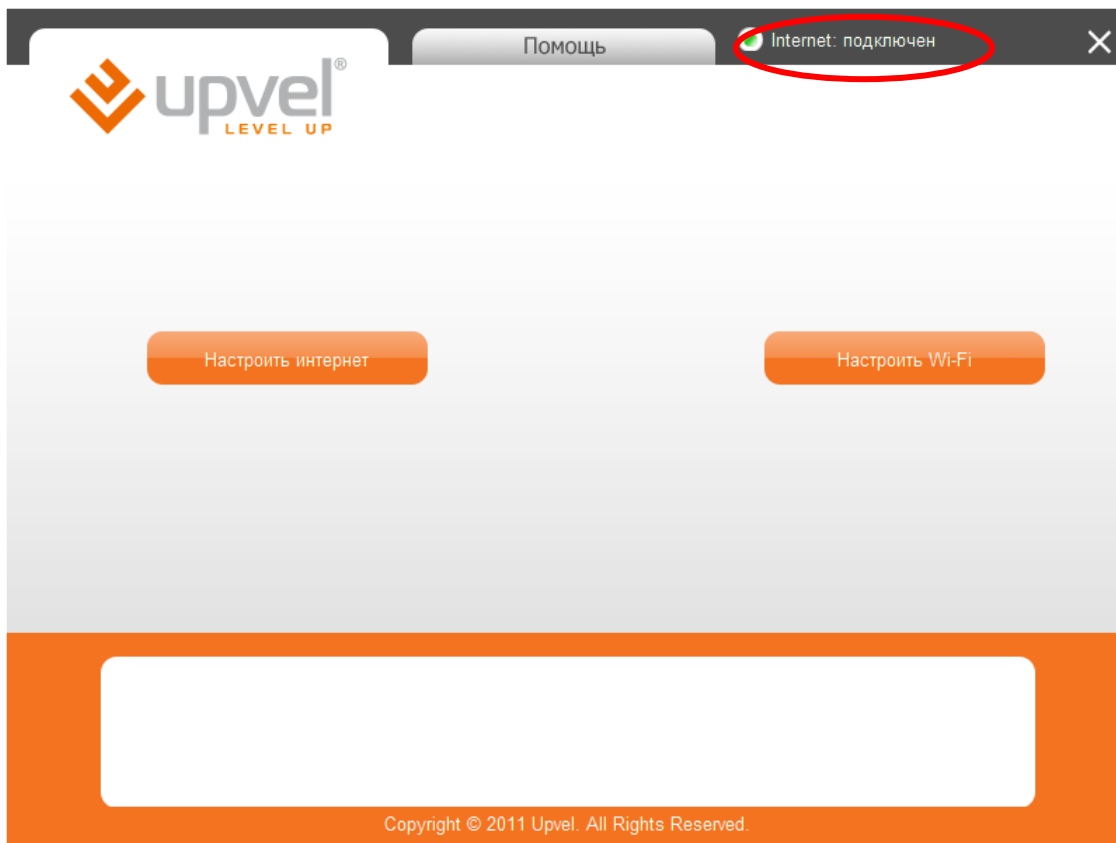 Помощь
Internet: подключен
upvel®
LEVEL UP
Настроить интернет
Настроить Wi-Fi
Copyright © 2011 Upvel. All Rights Reserved.